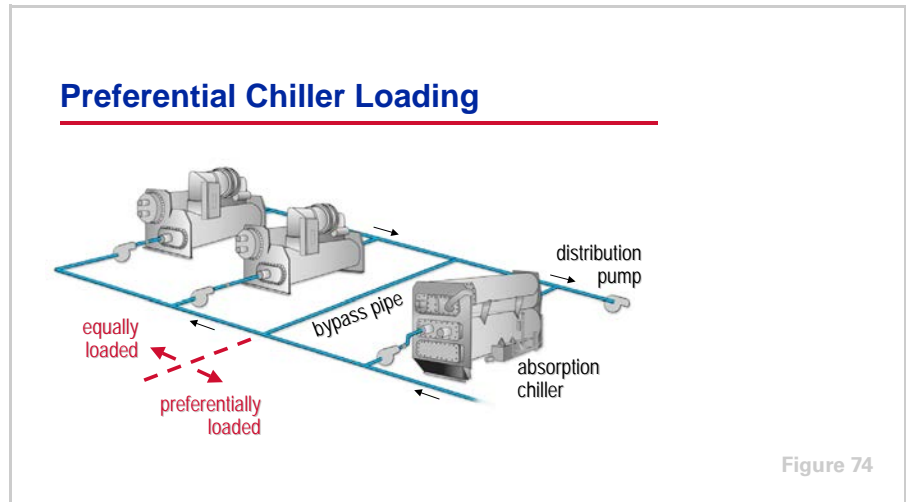 Preferential Chiller Loading
distribution
pump
bypass pipe
equally
loaded
absorption
chiller
preferentially
loaded
Figure 74